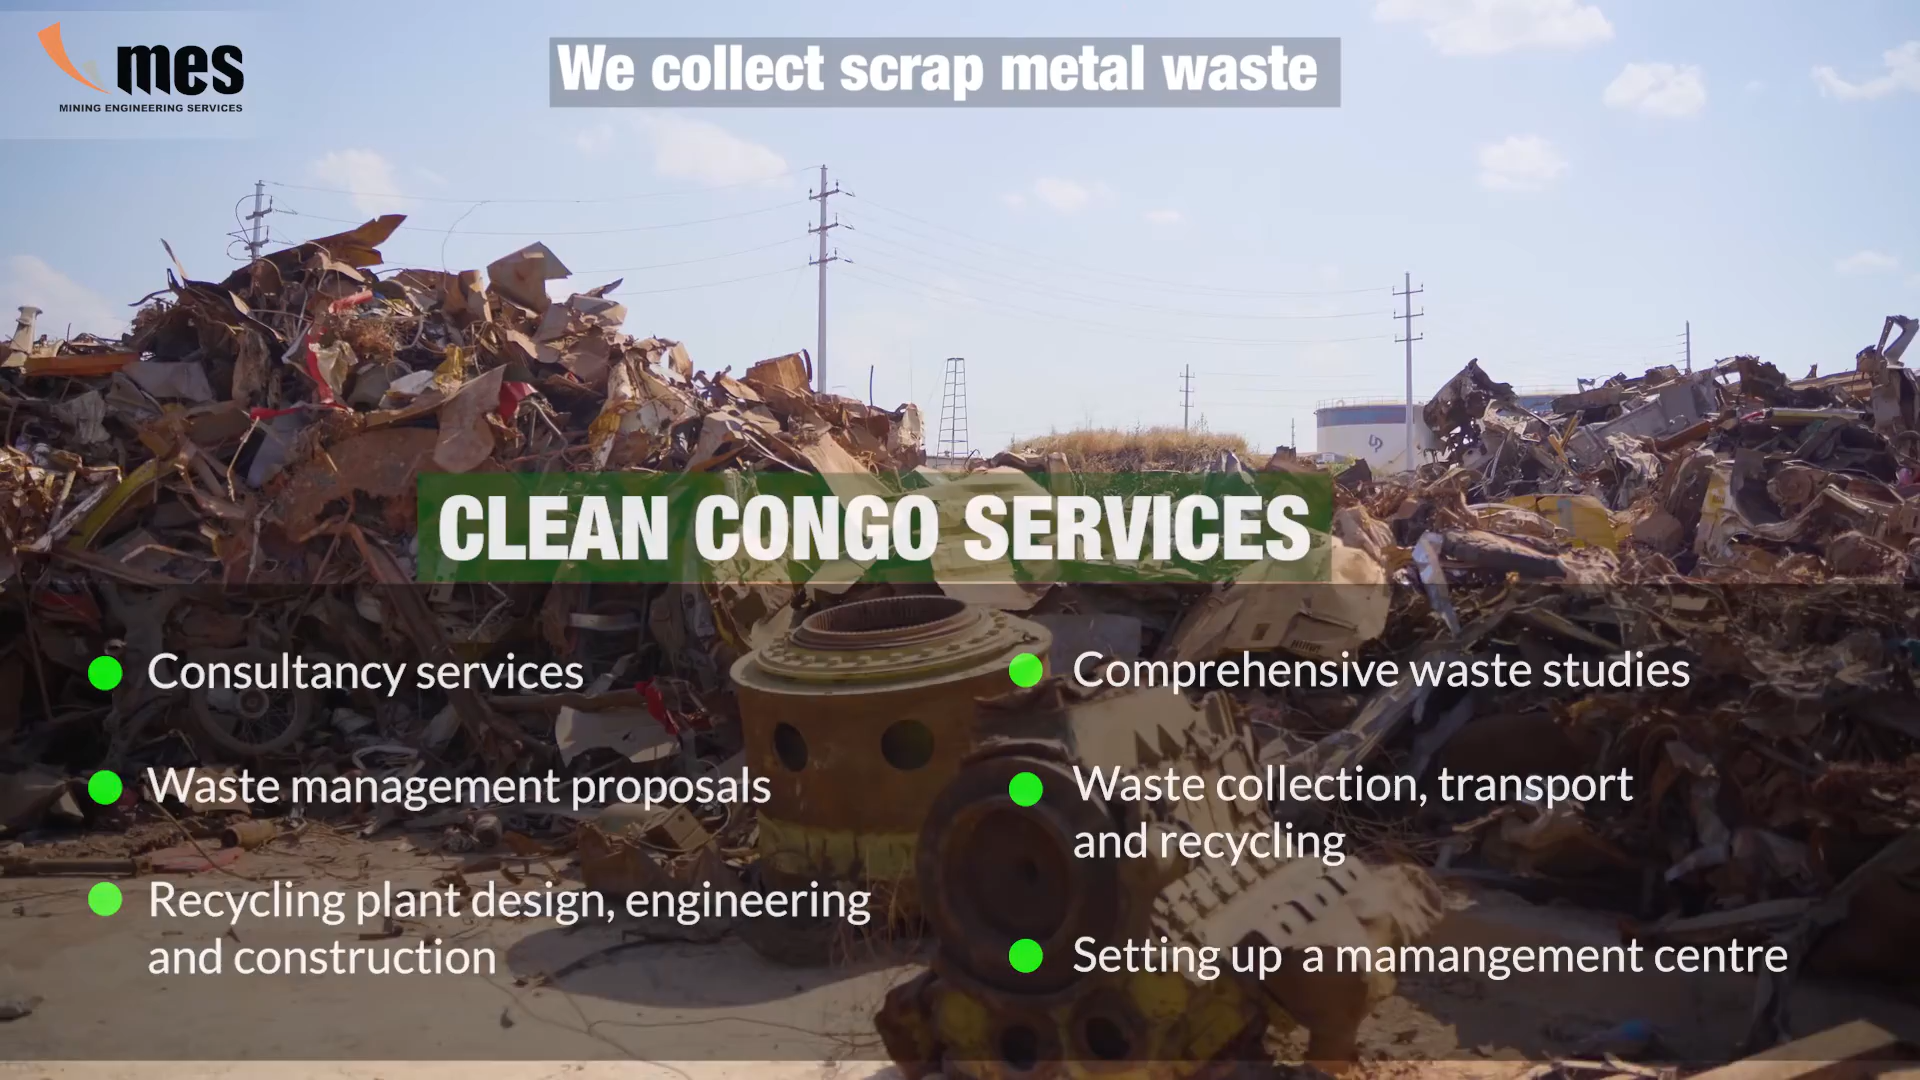 mes
MINING ENGINEERING SERVICES
We collect scrap metal waste
CLEAN CONGO SERVICES
Consultancy services
Waste management proposals
Recycling plant design, engineering
and construction
Comprehensive waste studies
Waste collection, transport
and recycling
Setting up a mamangement centre